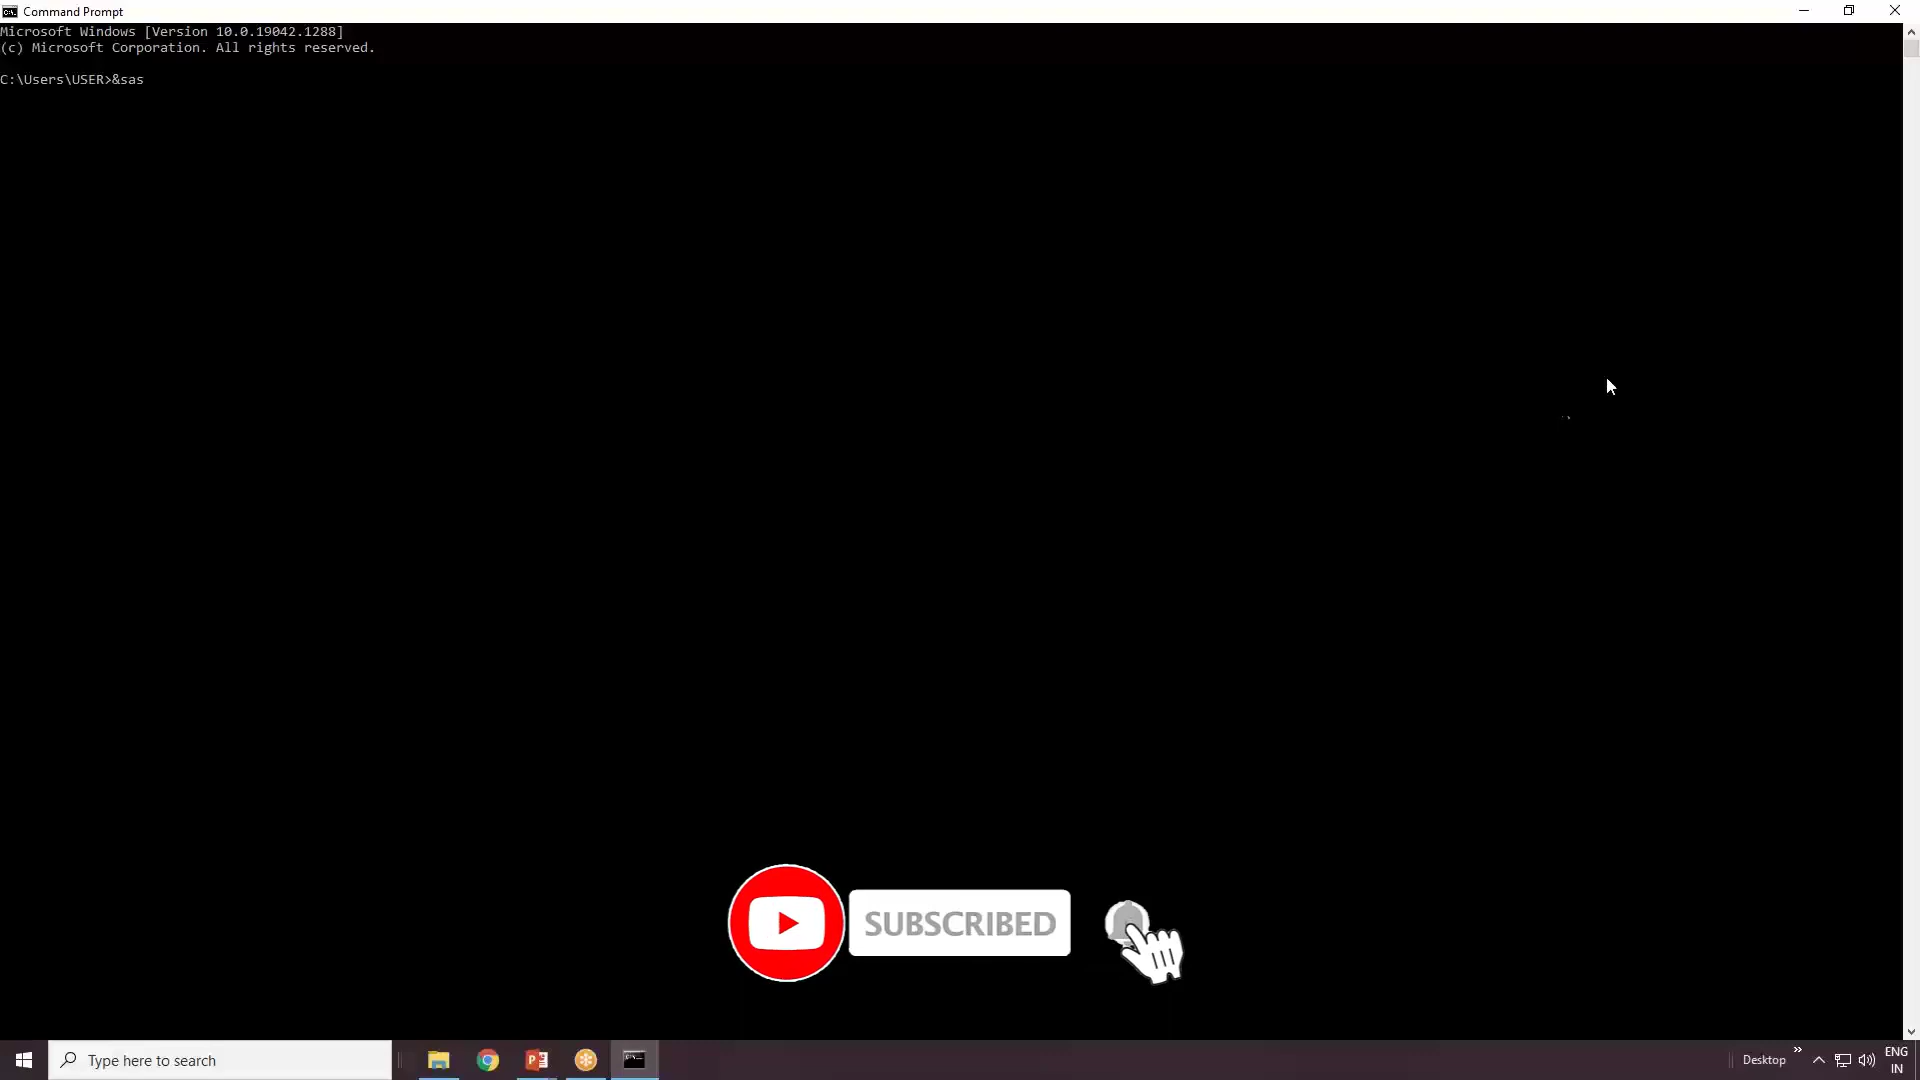 Command Prompt
Microsoft Windows [Version 10.0.19042.1288]
(c) Microsoft Corporation. All rights reserved.
C:\Users\USER>&sas
SUBSCRIBED
Type here to search
Desktop
ENG
IN